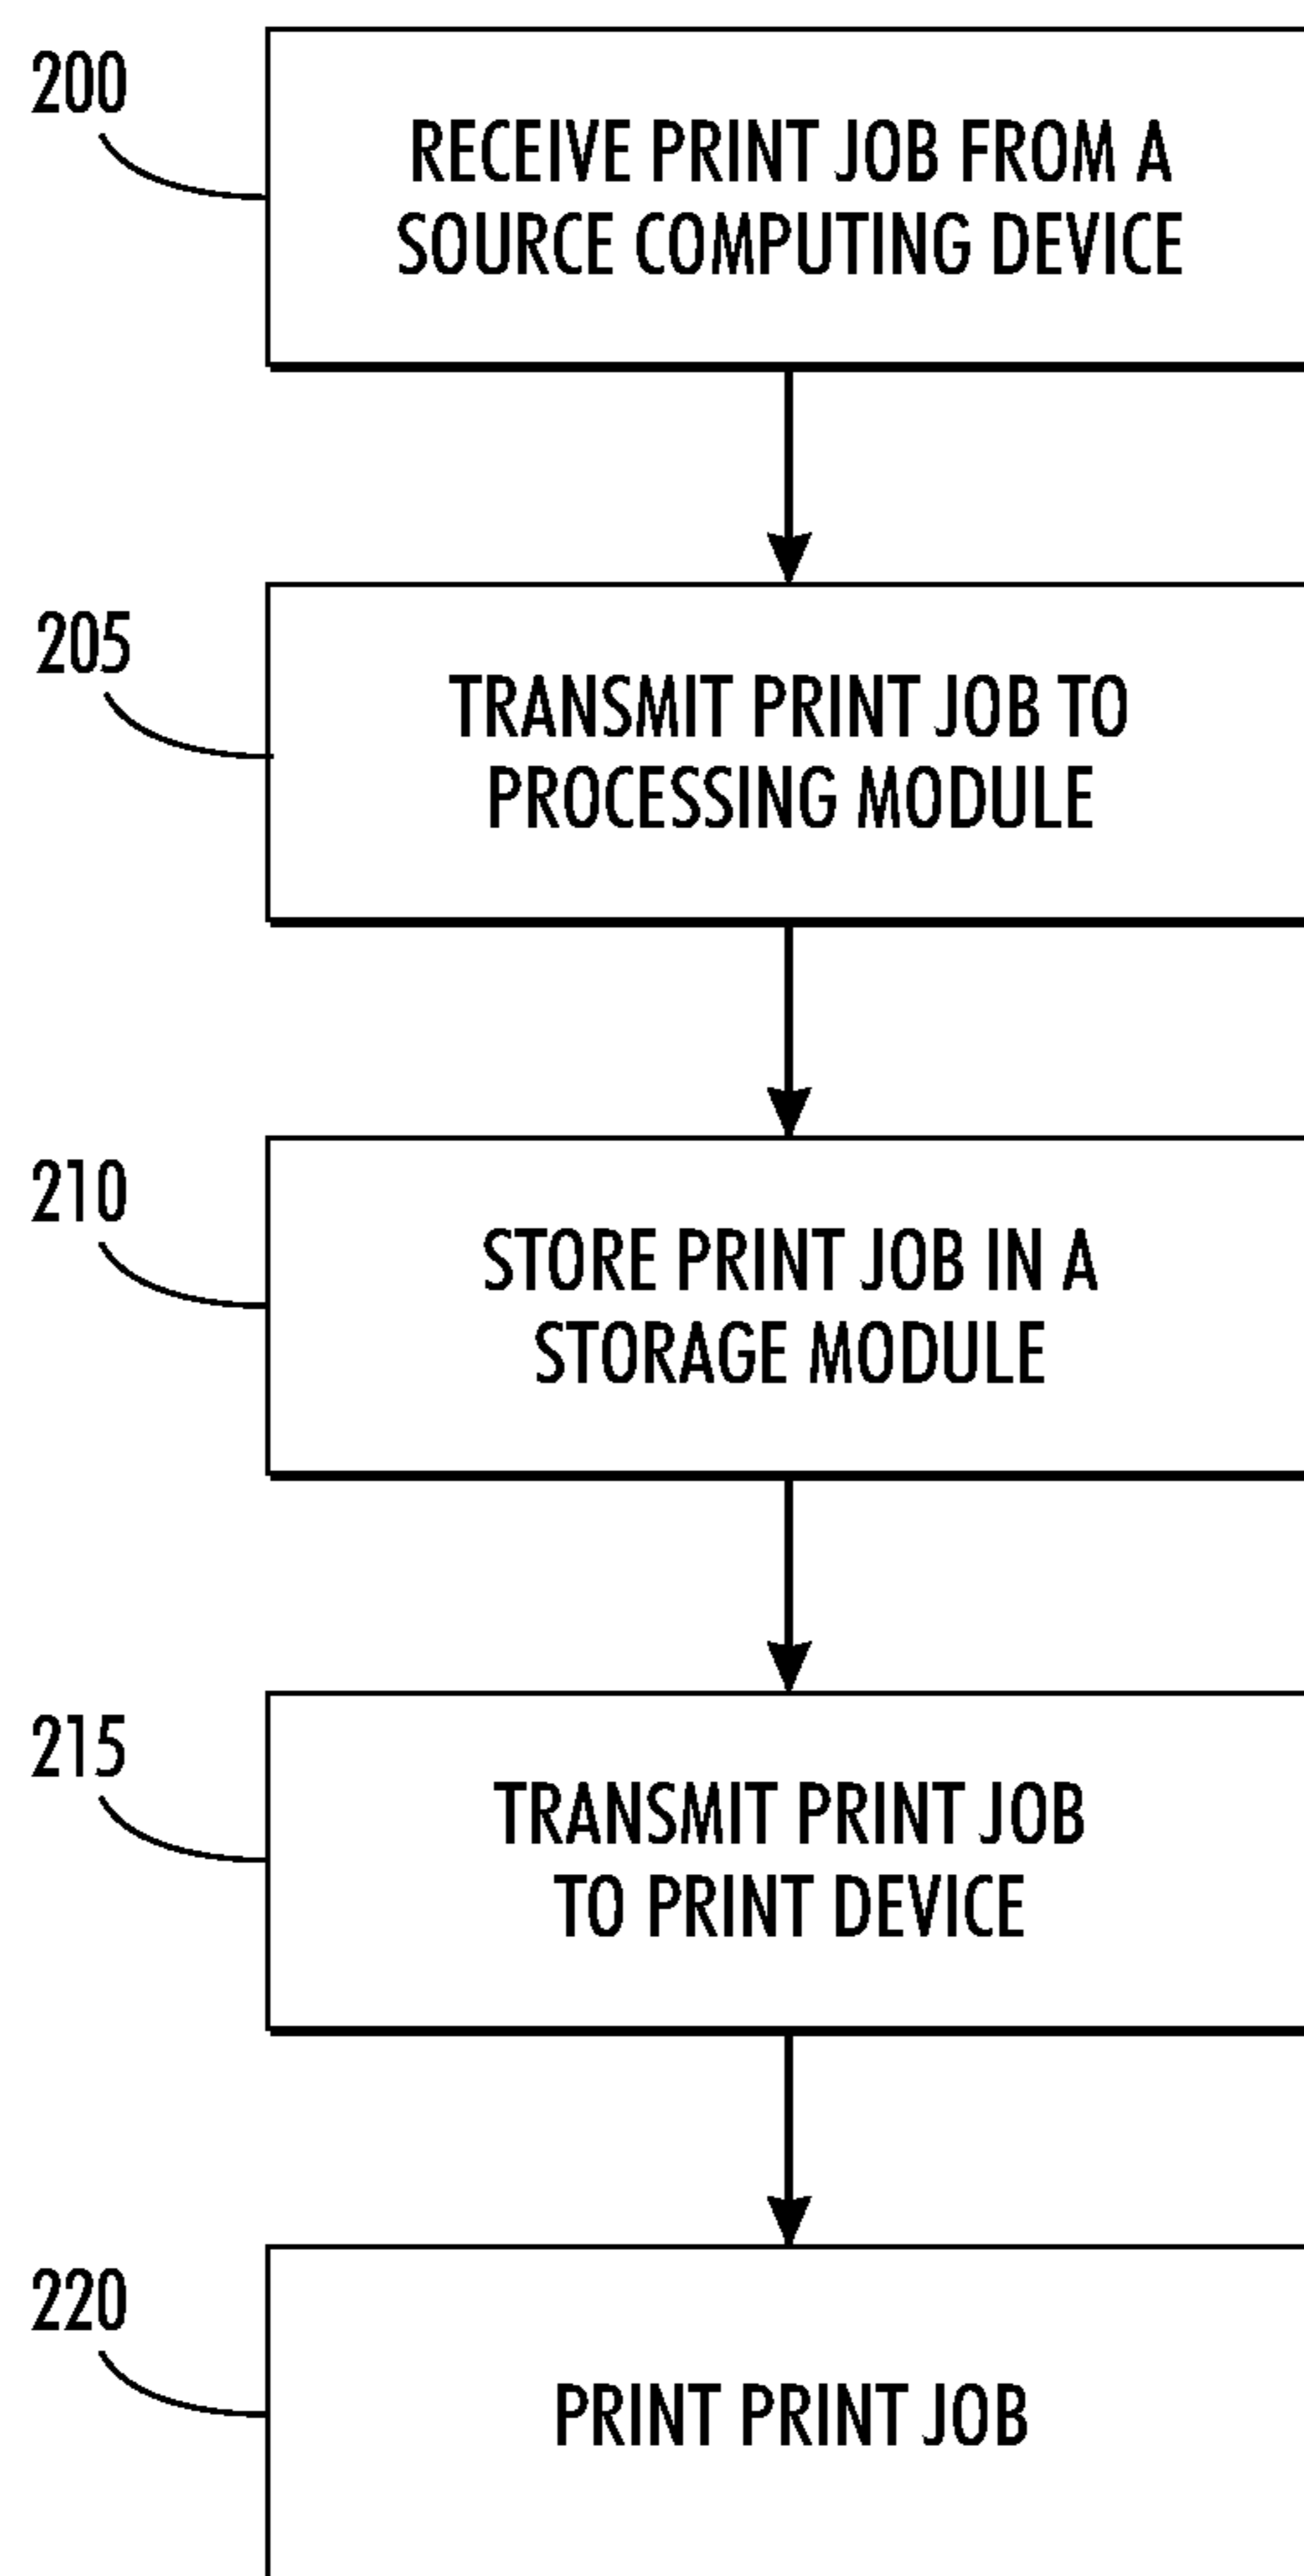 200
RECEIVE PRINT JOB FROM A
SOURCE COMPUTING DEVICE
205
TRANSMIT PRINT JOB TO
PROCESSING MODULE
210
STORE PRINT JOB IN A
STORAGE MODULE
215
TRANSMIT PRINT JOB
TO PRINT DEVICE
220
PRINT PRINT JOB